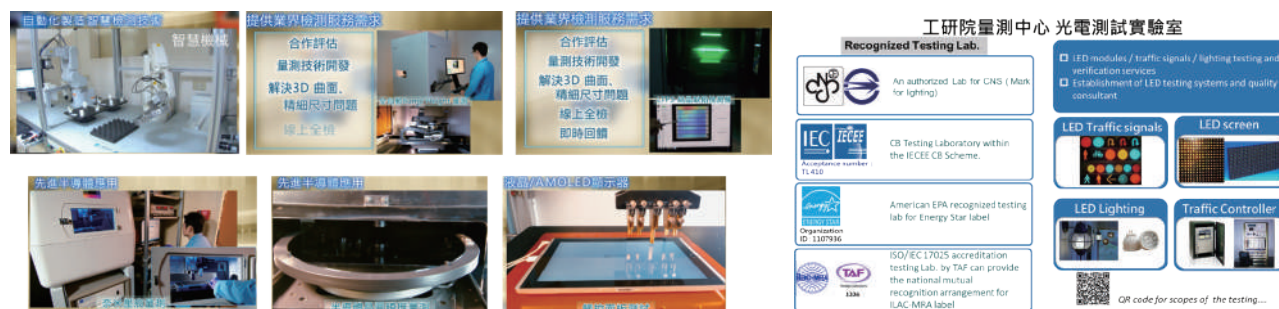 自動化製造智慧檢測技術
智慧機械
提供業界檢測服務需求
合作評估
量測技術開發
解決3D 曲面、
精細尺寸問題
線上全檢
提供業界檢測服務需求
合作評估
量測技術開發
解決3D 曲面、
精細尺寸問題
線上全檢
即時回饋
先進半導體應用
先進半導體應用
液晶/AMOLED顯示器
工研院量測中心 光電測試實驗室
Recognized Testing Lab.
CNS
An authorized Lab for CNS ( Mark
for lighting)
IEC IECEE
Acceptance number :
TL 410
CB Testing Laboratory within
the IECEE CB Scheme.
energy
ENERGY STAR
Organization
ID : 1107936
American EPA recognized testing
lab for Energy Star label
ilac-MRA
TAF
1336
ISO/IEC 17025 accreditation
testing Lab. by TAF can provide
the national mutual
recognition arrangement for
ILAC-MRA label
LED modules / traffic signals / lighting testing and
verification services
Establishment of LED testing systems and quality
consultant
LED Traffic signals
LED screen
LED Lighting
Traffic Controller
QR code for scopes of the testing....